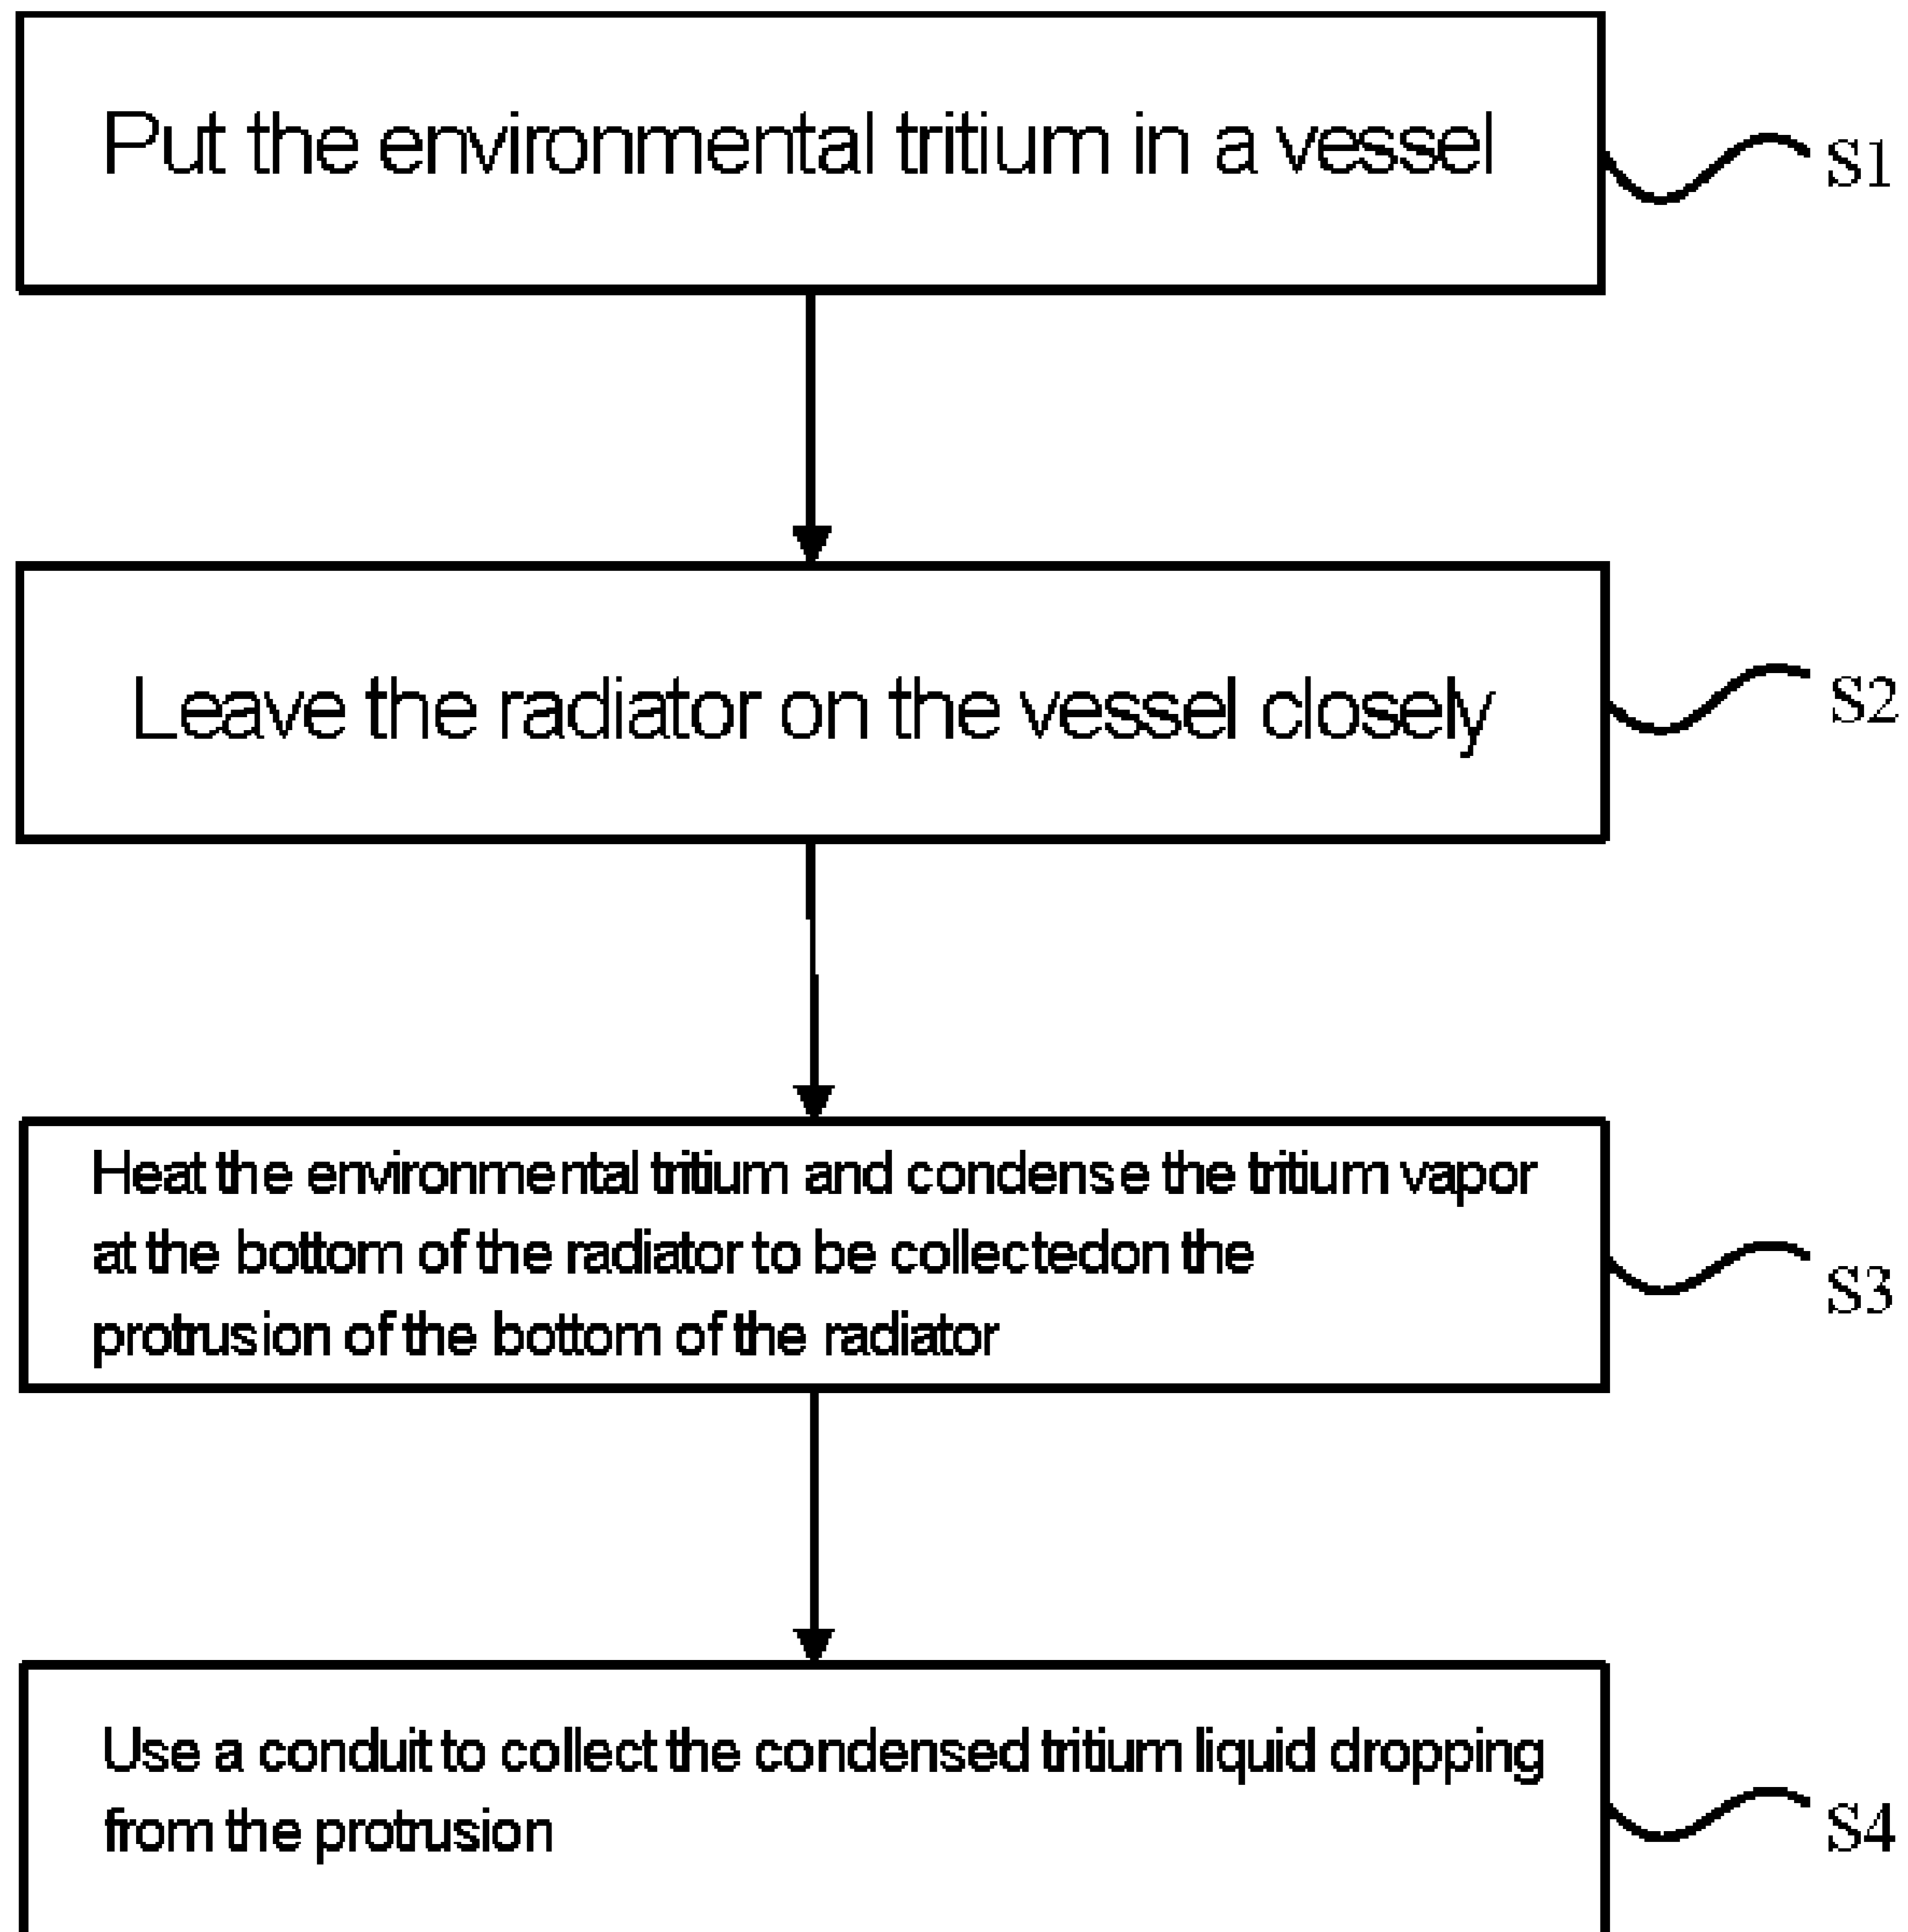 Put the environmental tritium in a vessel
S1
Leave the radiator on the vessel closely
S2
Heat the environmental tritium and condense the tritium vapor
at the bottom of the radiator to be collectedon the
protrusion of the bottom of the radiator
S3
Use a conduit to collect the condensed tritium liquid dropping
from the protrusion
S4